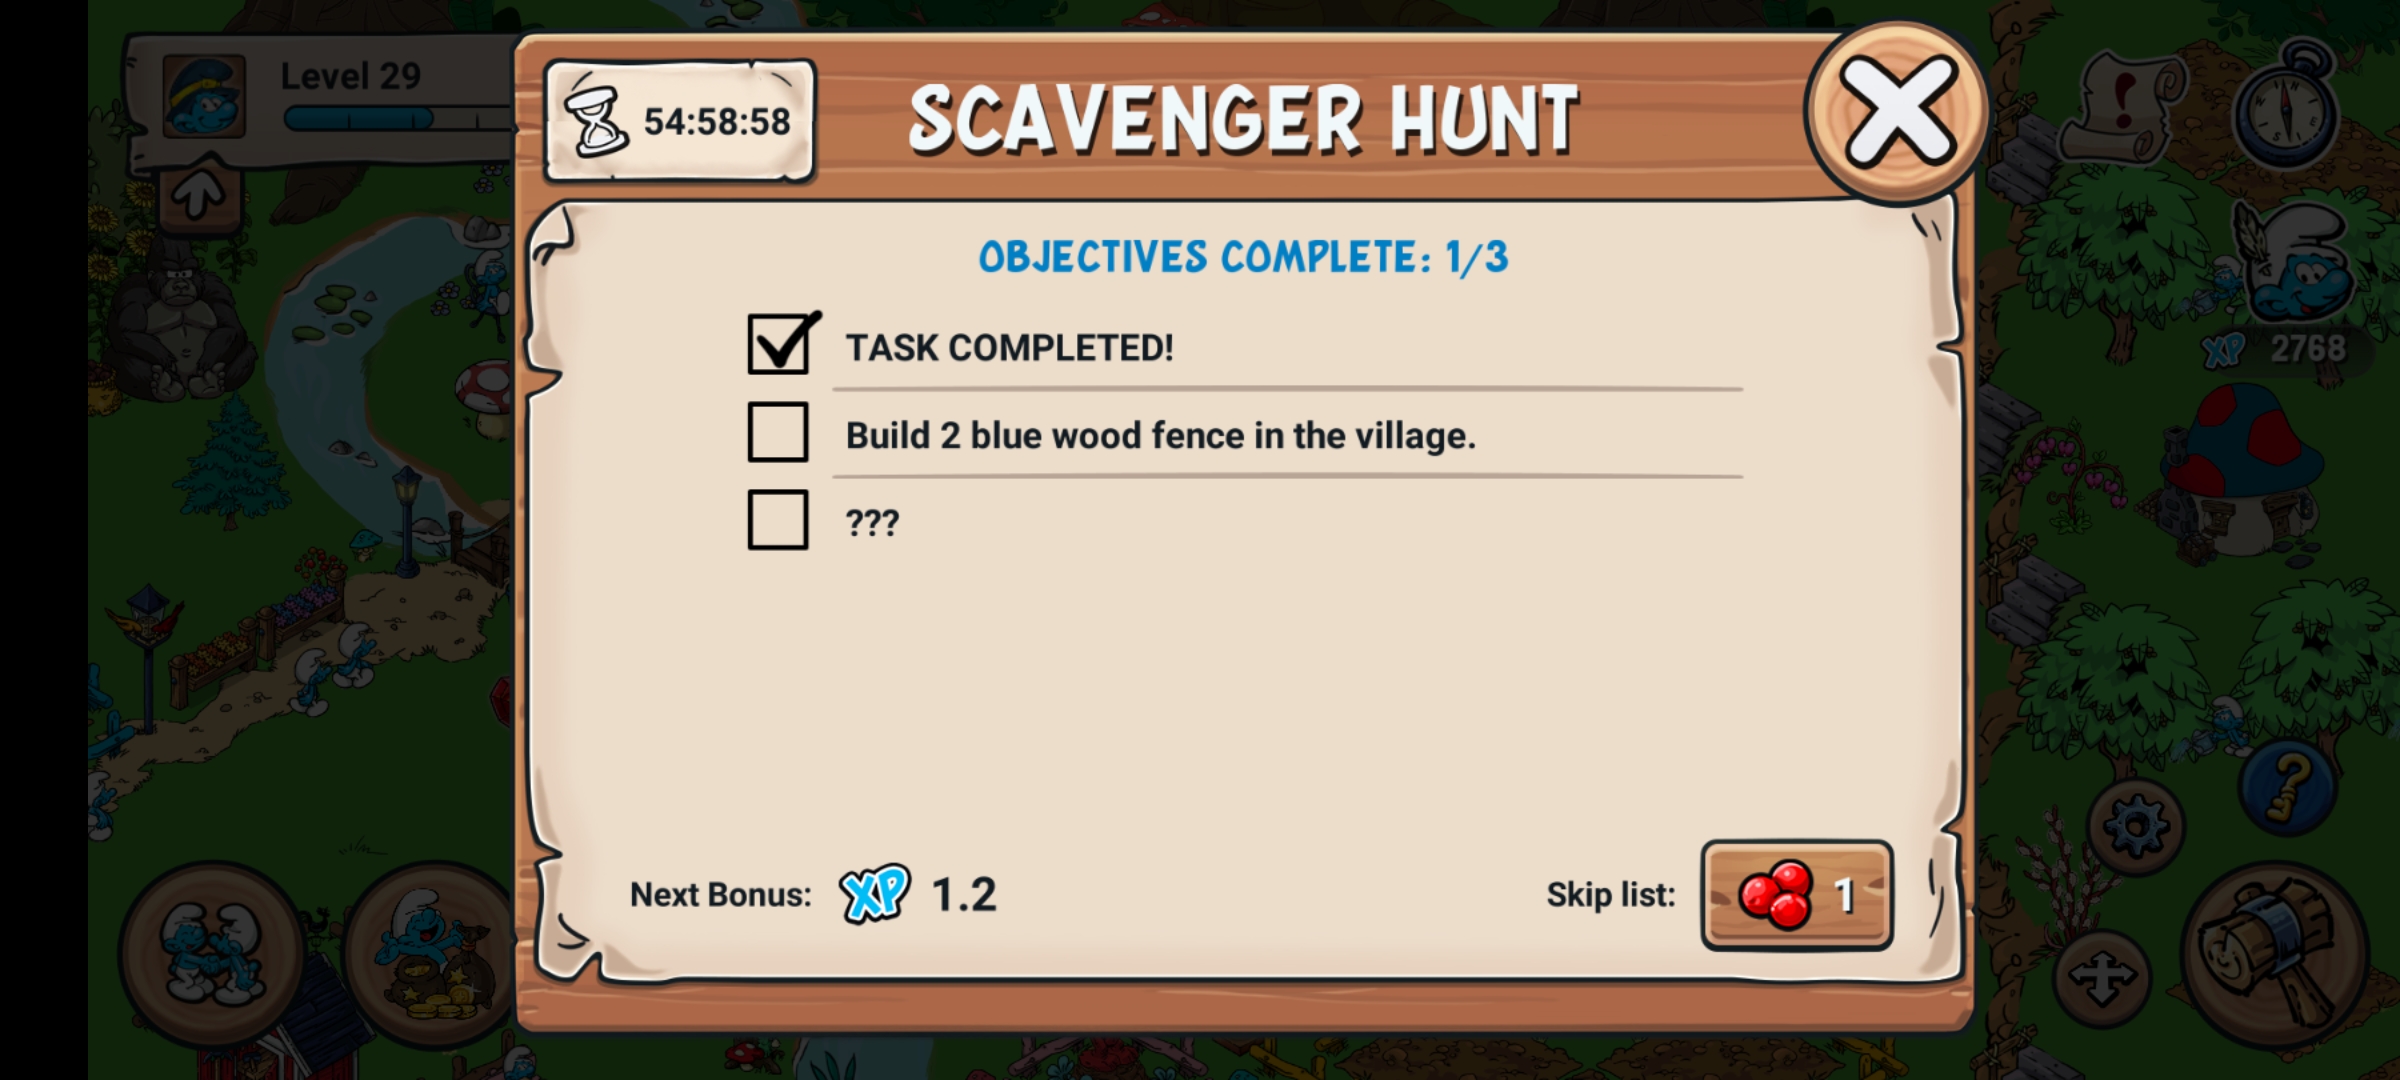 Level 29
54:58:58
SCAVENGER HUNT
OBJECTIVES COMPLETE: 1/3
TASK COMPLETED!
Build 2 blue wood fence in the village.
???
XP 2768
Next Bonus: XP 1.2
Skip list: 1